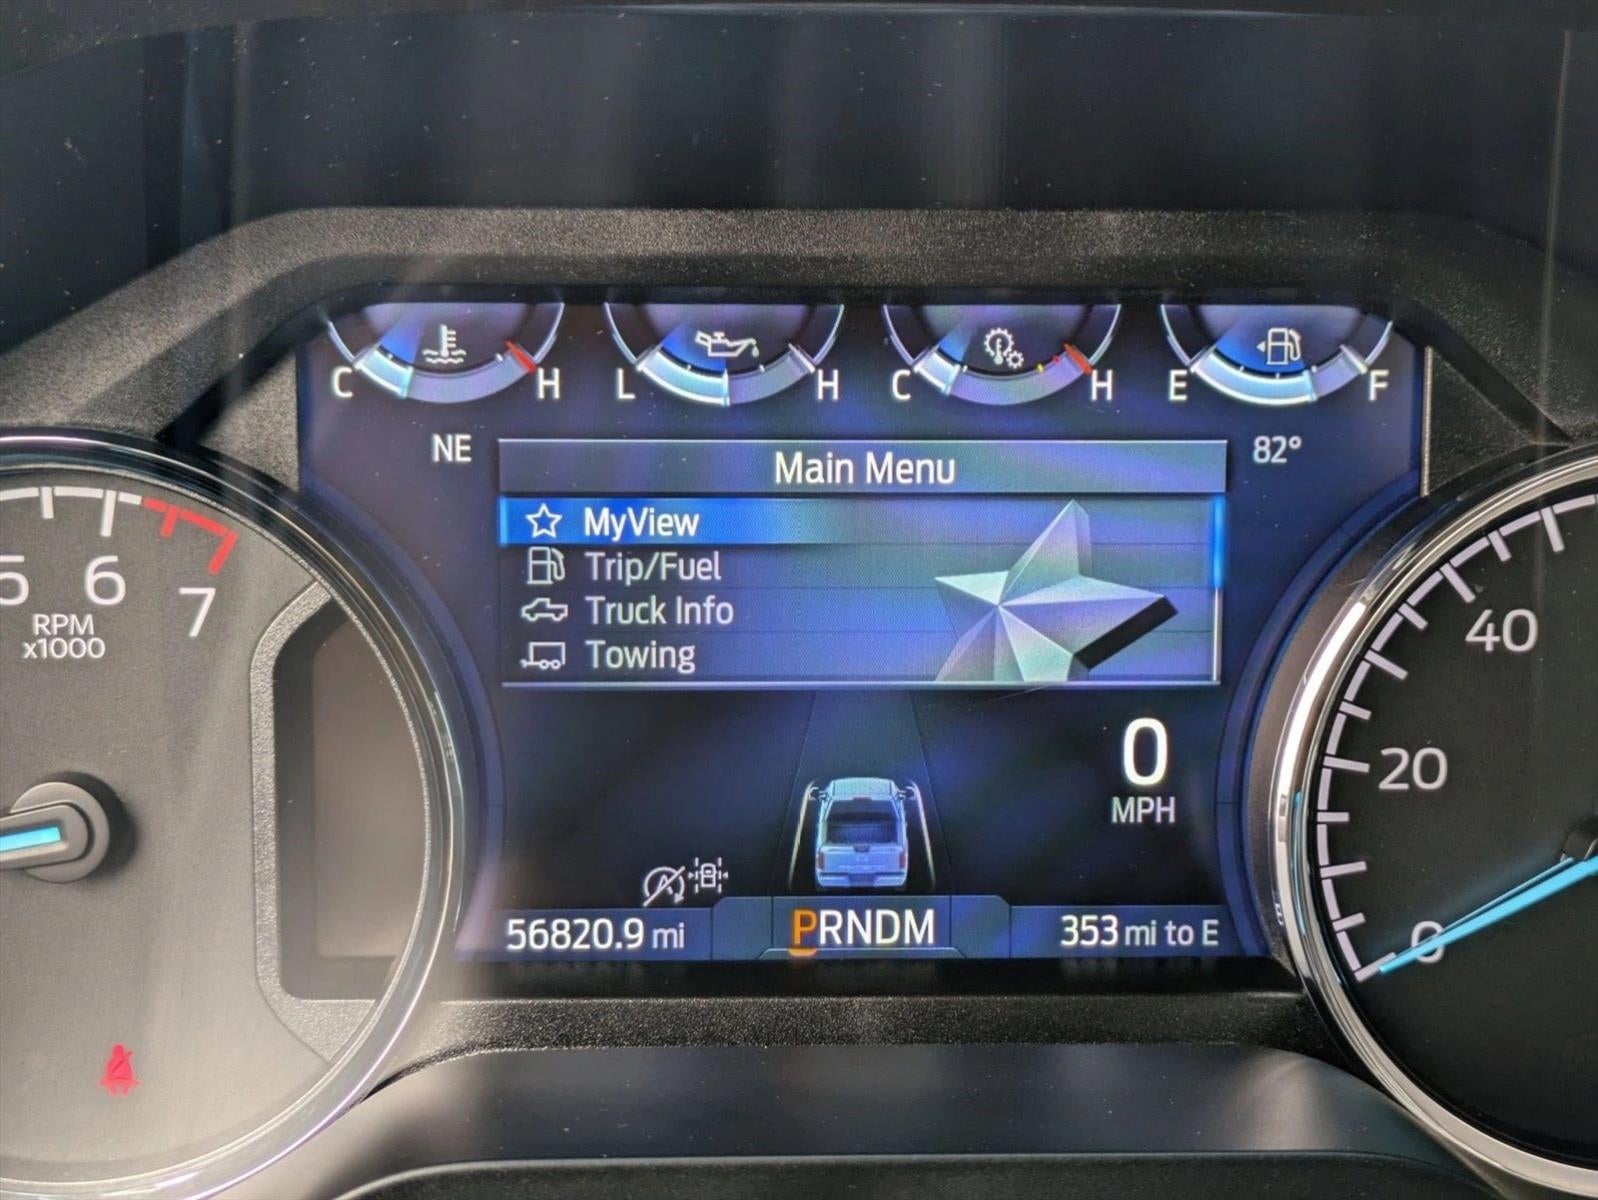 C H L H C H E F
NE
82°
Main Menu
MyView
Trip/Fuel
Truck Info
Towing
5 6 7
RPM
x1000
40
20
0
0
MPH
56820.9 mi
PRNDM
353 mi to E